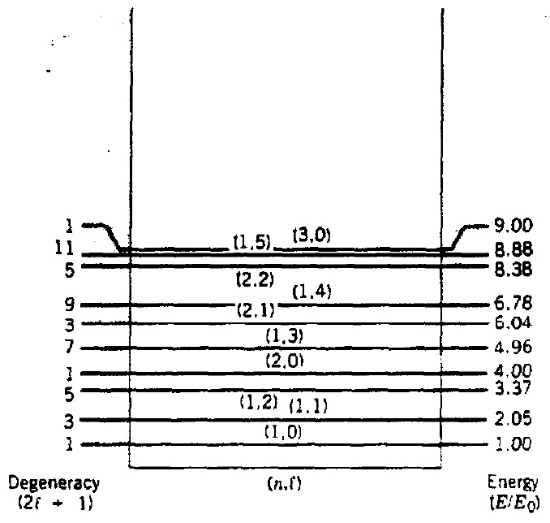 1 (3,0) 9.00
11 (1,5) 8.88
5 (2,2) 8.38
(1,4)
9 6.78
3 (2,1) 6.04
7 (1,3) 4.96
1 (2,0) 4.00
5 3.37
(1,2) (1,1)
3 2.05
1 (1,0) 1.00
Degeneracy (n,ℓ) Energy
(2ℓ + 1) (E/E₀)